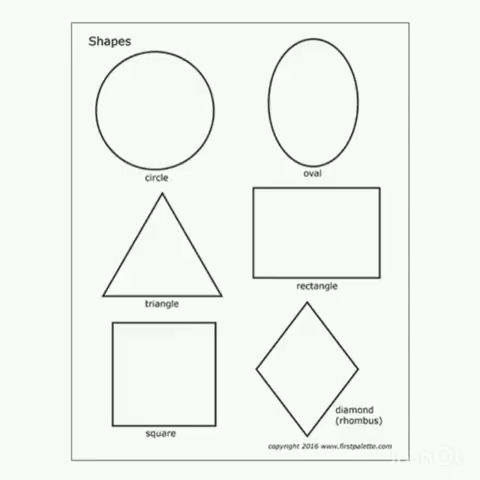 Shapes
circle
oval
triangle
rectangle
square
diamond
(rhombus)
copyright 2016 www.firstpalette.com